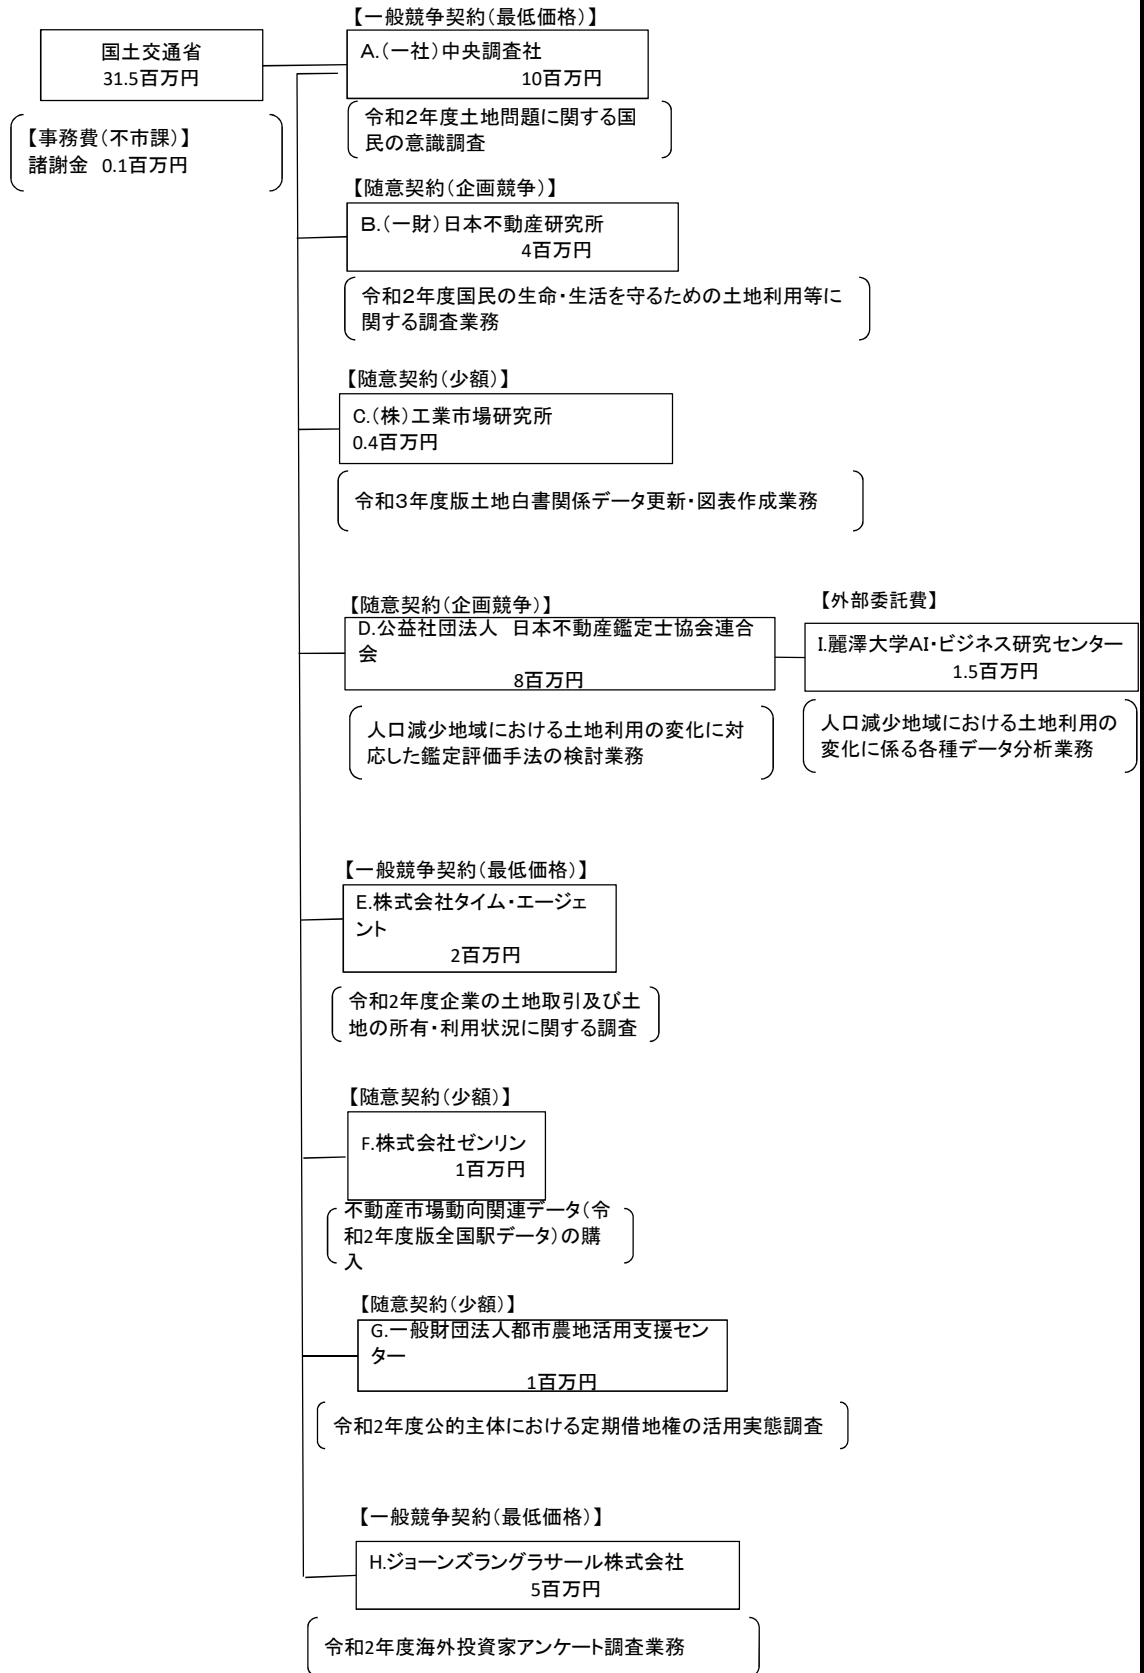 【一般競争契約(最低価格)】
国土交通省
31.5百万円
A.(一社)中央調査社
10百万円
【事務費(不市課)】
諸謝金 0.1百万円
令和2年度土地問題に関する国
民の意識調査
【随意契約(企画競争)】
B.(一財)日本不動産研究所
4百万円
令和2年度国民の生命・生活を守るための土地利用等に
関する調査業務
【随意契約(少額)】
C.(株)工業市場研究所
0.4百万円
令和3年度版土地白書関係データ更新・図表作成業務
【随意契約(企画競争)】
D.公益社団法人 日本不動産鑑定士協会連合
会
8百万円
【外部委託費】
I.麗澤大学AI・ビジネス研究センター
1.5百万円
人口減少地域における土地利用の変化に対
応した鑑定評価手法の検討業務
人口減少地域における土地利用の
変化に係る各種データ分析業務
【一般競争契約(最低価格)】
E.株式会社タイム・エージェ
ント
2百万円
令和2年度企業の土地取引及び土
地の所有・利用状況に関する調査
【随意契約(少額)】
F.株式会社ゼンリン
1百万円
不動産市場動向関連データ(令
和2年度版全国駅データ)の購
入
【随意契約(少額)】
G.一般財団法人都市農地活用支援セン
ター
1百万円
令和2年度公的主体における定期借地権の活用実態調査
【一般競争契約(最低価格)】
H.ジョーンズラングラサール株式会社
5百万円
令和2年度海外投資家アンケート調査業務